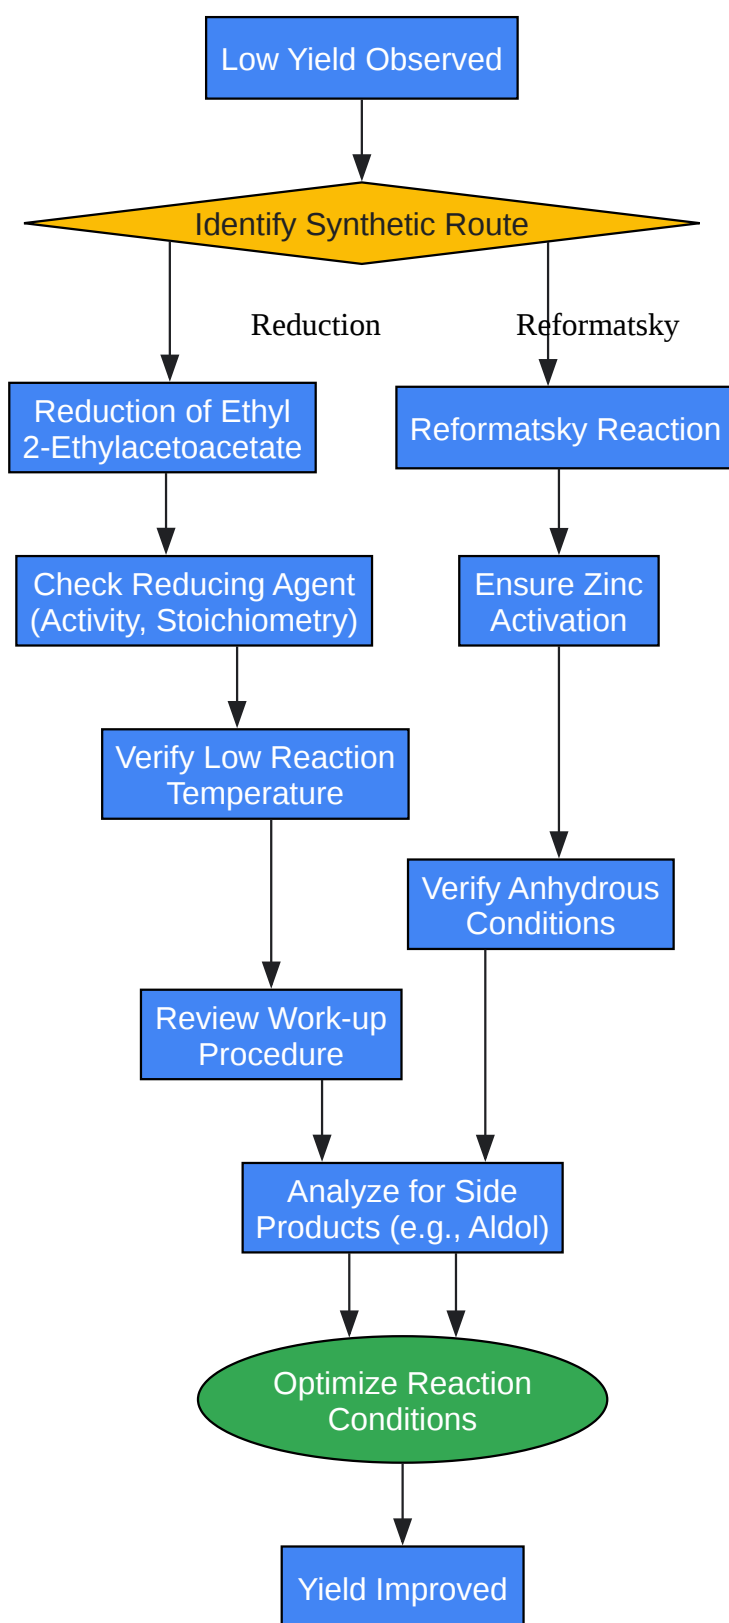 Low Yield Observed
Identify Synthetic Route
Reduction
Reformatsky
Reduction of Ethyl
2-Ethylacetoacetate
Reformatsky Reaction
Check Reducing Agent
(Activity, Stoichiometry)
Ensure Zinc
Activation
Verify Low Reaction
Temperature
Verify Anhydrous
Conditions
Review Work-up
Procedure
Analyze for Side
Products (e.g., Aldol)
Optimize Reaction
Conditions
Yield Improved